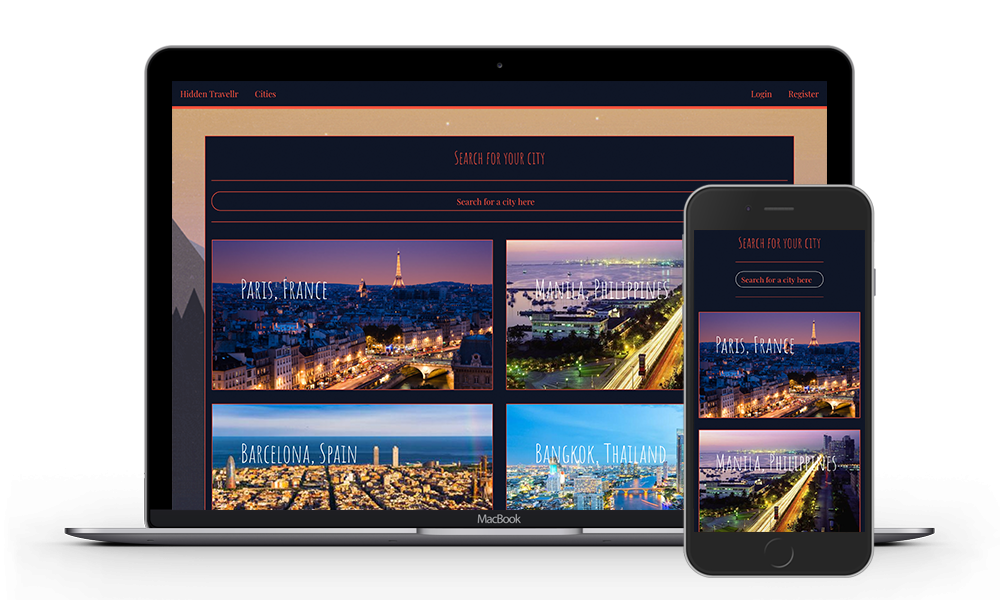 Hidden Travellr
Cities
Login
Register
Search for your city
Search for a city here
Paris, France
Manila, Philippines
Barcelona, Spain
Bangkok, Thailand
MacBook
Search for your city
Search for a city here
Paris, France
Manila, Philippines